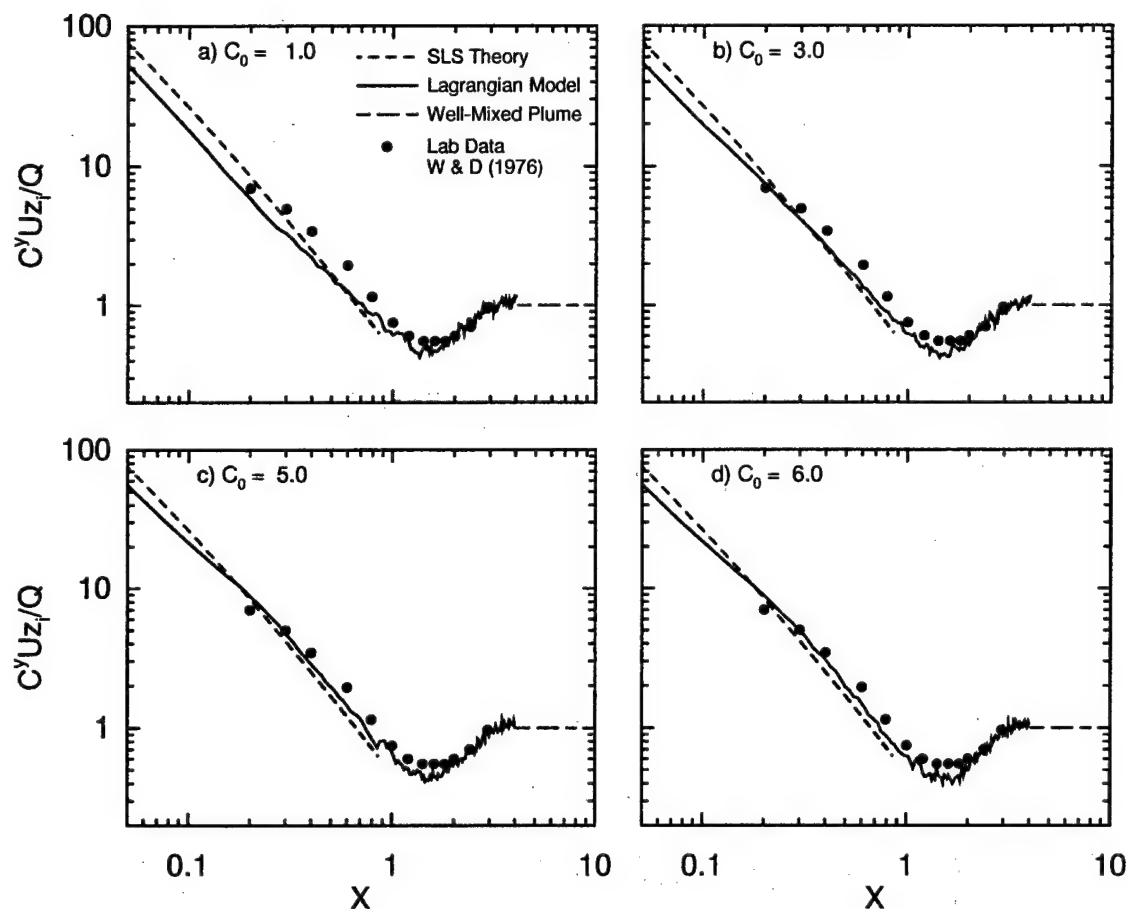 a) C₀ = 1.0
SLS Theory
Lagrangian Model
Well-Mixed Plume
Lab Data
W & D (1976)
100
10
1
CʸUzᵢ/Q
b) C₀ = 3.0
c) C₀ = 5.0
100
10
1
CʸUzᵢ/Q
0.1
1
10
X
d) C₀ = 6.0
0.1
1
10
X